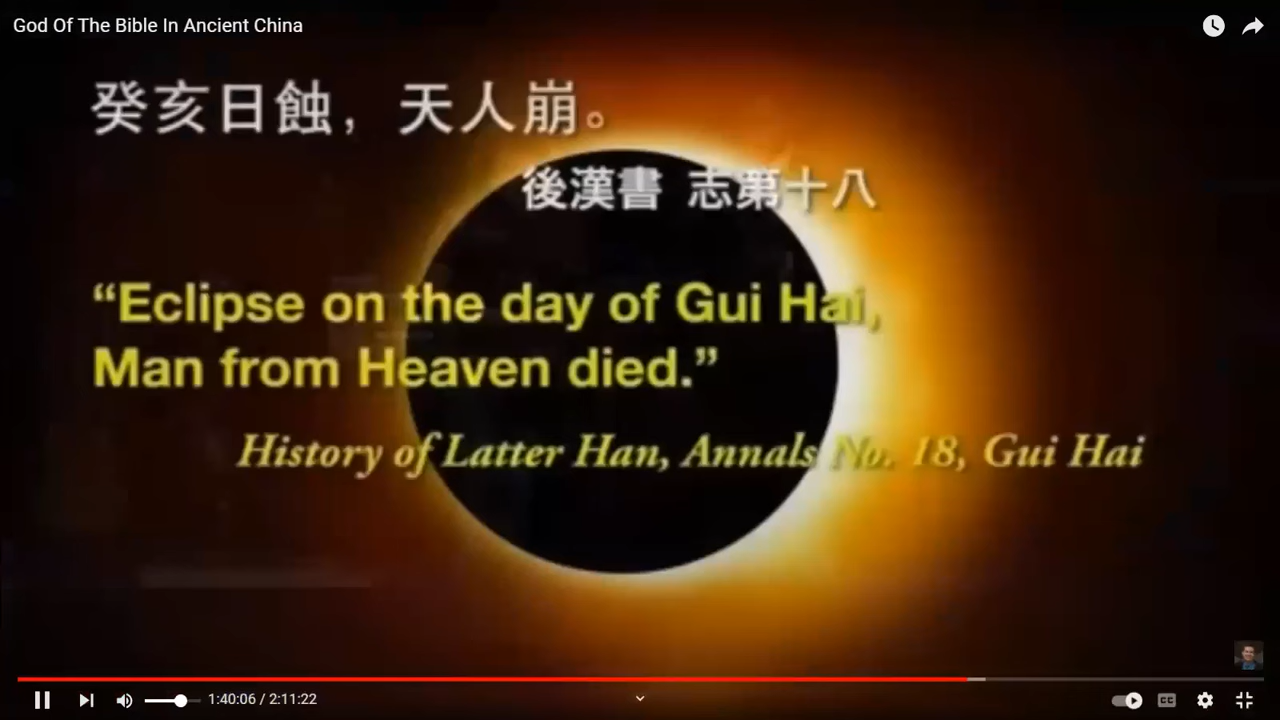 God Of The Bible In Ancient China
癸亥日蝕，天人崩。
後漢書 志第十八
“Eclipse on the day of Gui Hai,
Man from Heaven died.”
History of Latter Han, Annals No. 18, Gui Hai
1:40:06 / 2:11:22
CC